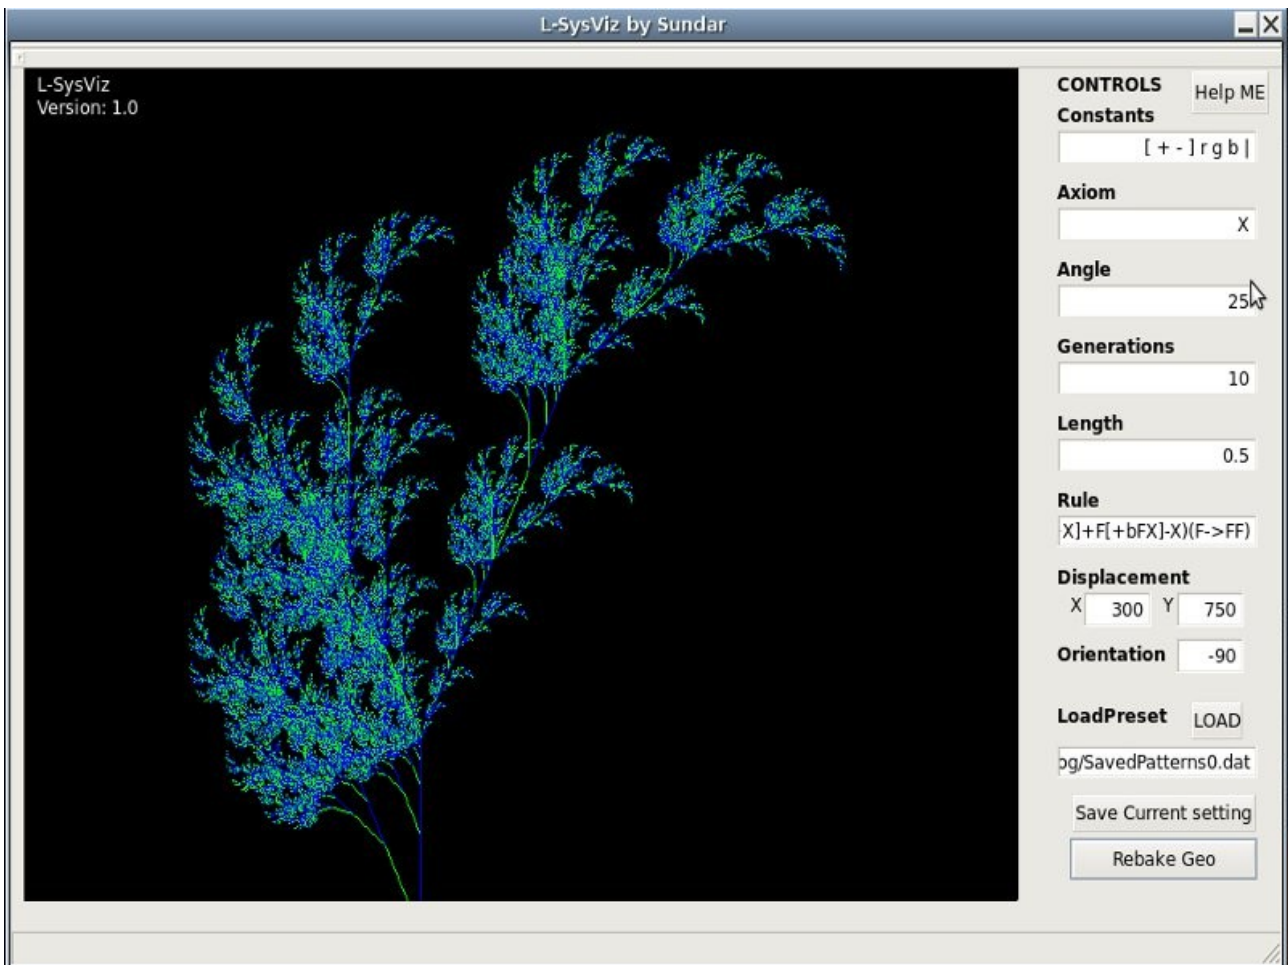 L-SysViz by Sundar
L-SysViz
Version: 1.0
CONTROLS
Help ME
Constants
[ + - ] r g b |
Axiom
X
Angle
25
Generations
10
Length
0.5
Rule
X]+F[+bFX]-X)(F->FF)
Displacement
X 300 Y 750
Orientation -90
LoadPreset LOAD
og/SavedPatterns0.dat
Save Current setting
Rebake Geo